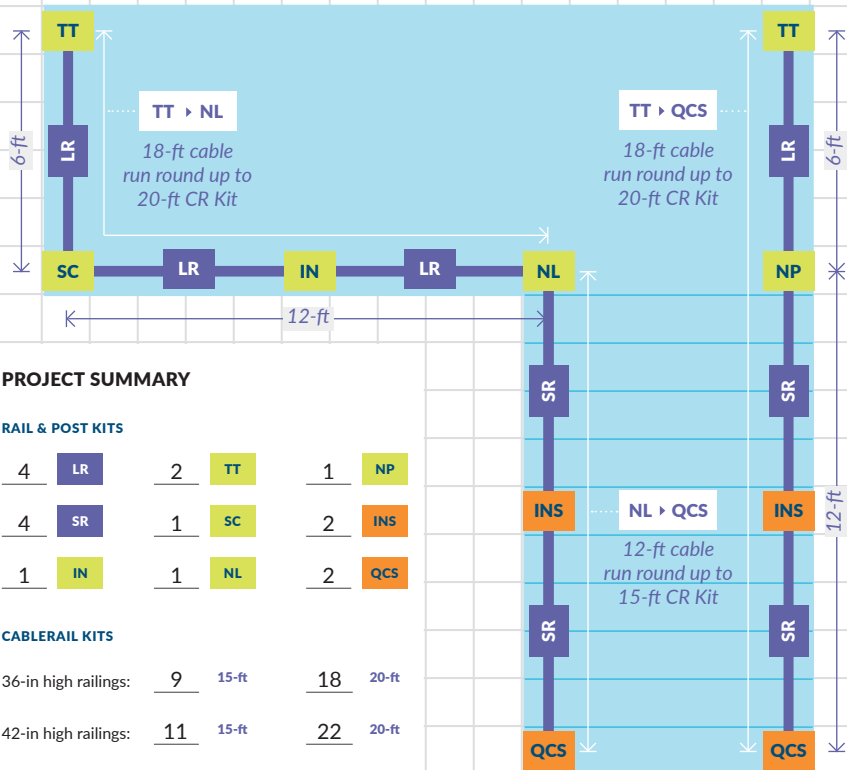 TT
TT
6-ft
LR
TT ▸ NL
18-ft cable
run round up to
20-ft CR Kit
TT ▸ QCS
18-ft cable
run round up to
20-ft CR Kit
LR
6-ft
SC
LR
IN
LR
NL
NP
12-ft
SR
SR
INS
NL ▸ QCS
12-ft cable
run round up to
15-ft CR Kit
INS
12-ft
SR
SR
QCS
QCS
PROJECT SUMMARY
RAIL & POST KITS
4 LR 2 TT 1 NP
4 SR 1 SC 2 INS
1 IN 1 NL 2 QCS
CABLERAIL KITS
36-in high railings: 9 15-ft 18 20-ft
42-in high railings: 11 15-ft 22 20-ft